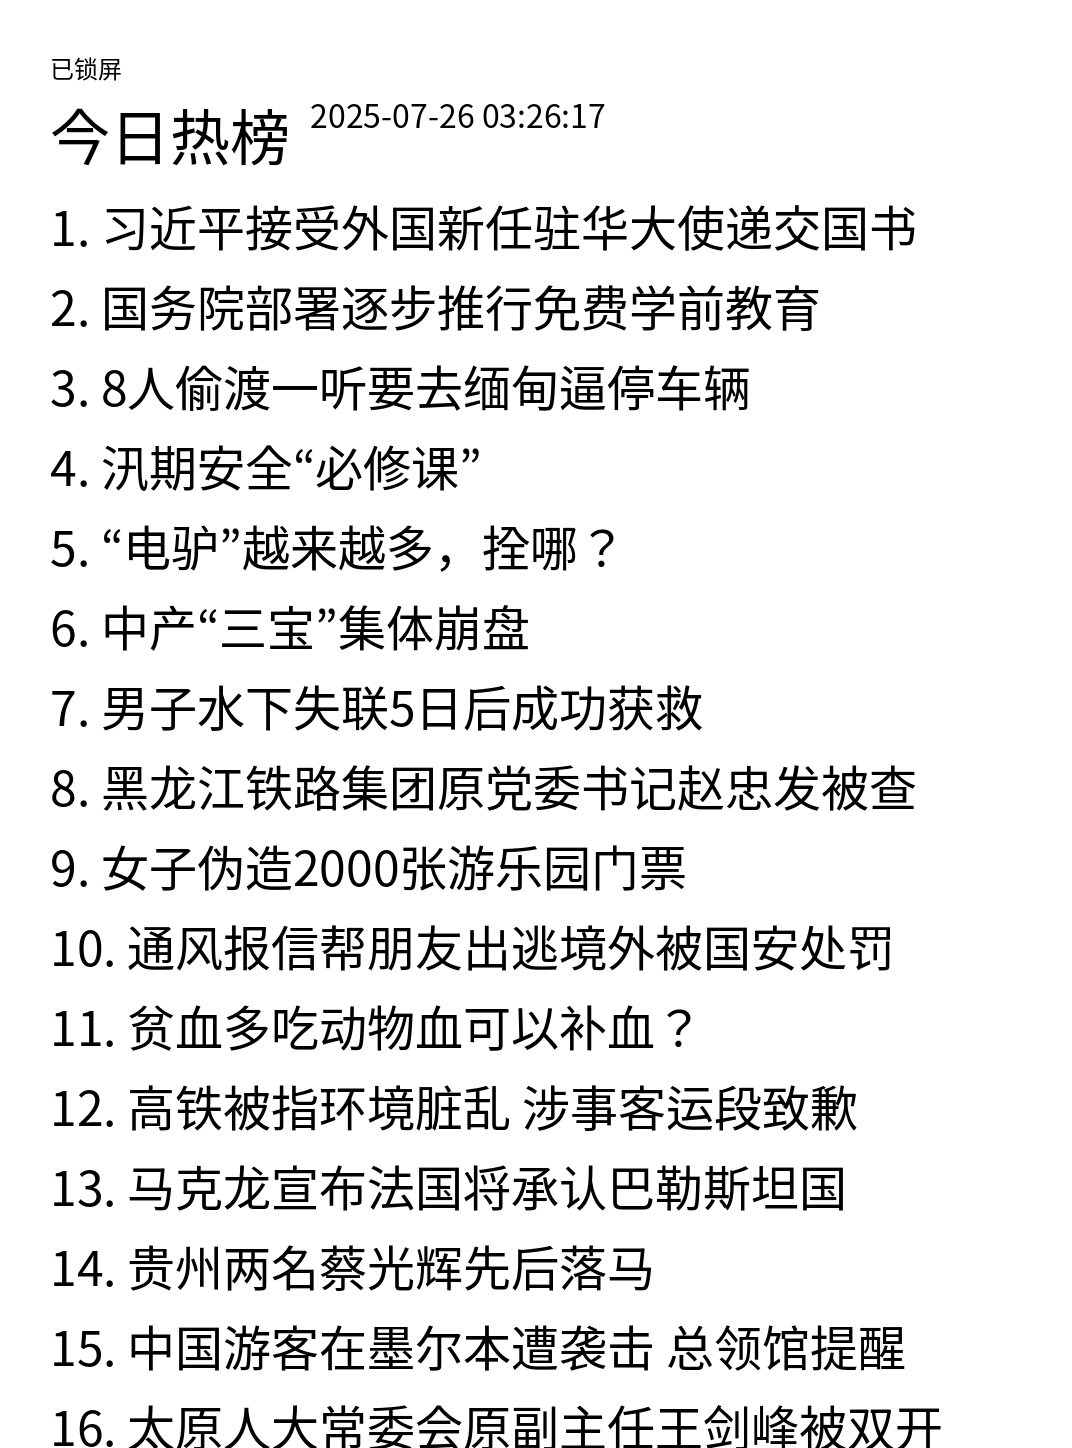 已锁屏
今日热榜 2025-07-26 03:26:17
1. 习近平接受外国新任驻华大使递交国书
2. 国务院部署逐步推行免费学前教育
3. 8人偷渡一听要去缅甸逼停车辆
4. 汛期安全“必修课”
5. “电驴”越来越多，拴哪？
6. 中产“三宝”集体崩盘
7. 男子水下失联5日后成功获救
8. 黑龙江铁路集团原党委书记赵忠发被查
9. 女子伪造2000张游乐园门票
10. 通风报信帮朋友出逃境外被国安处罚
11. 贫血多吃动物血可以补血？
12. 高铁被指环境脏乱 涉事客运段致歉
13. 马克龙宣布法国将承认巴勒斯坦国
14. 贵州两名蔡光辉先后落马
15. 中国游客在墨尔本遭袭击 总领馆提醒
16. 太原人大常委会原副主任王剑峰被双开